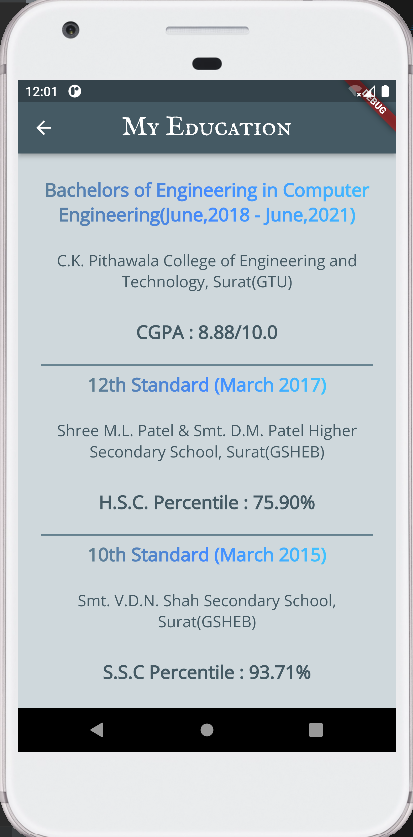 12:01
DEBUG
My Education
Bachelors of Engineering in Computer
Engineering(June,2018 - June,2021)
C.K. Pithawala College of Engineering and
Technology, Surat(GTU)
CGPA : 8.88/10.0
12th Standard (March 2017)
Shree M.L. Patel & Smt. D.M. Patel Higher
Secondary School, Surat(GSHEB)
H.S.C. Percentile : 75.90%
10th Standard (March 2015)
Smt. V.D.N. Shah Secondary School,
Surat(GSHEB)
S.S.C Percentile : 93.71%